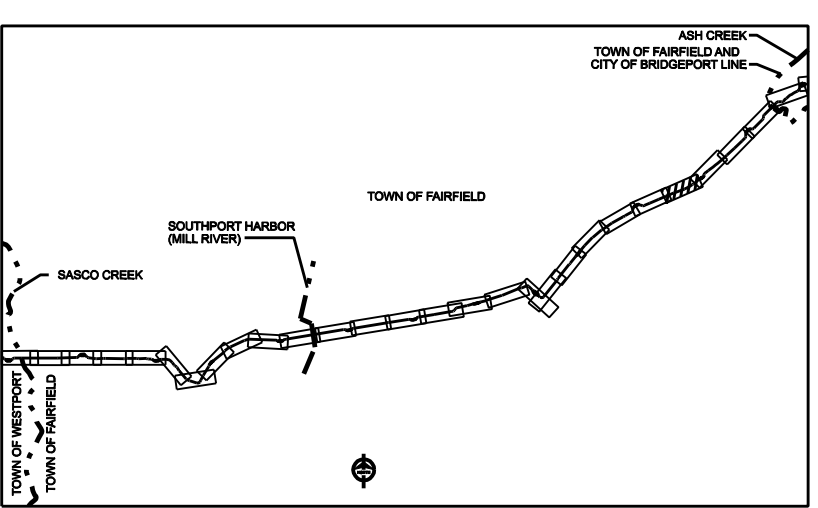 ASH CREEK
TOWN OF FAIRFIELD AND
CITY OF BRIDGEPORT LINE
TOWN OF FAIRFIELD
SOUTHPORT HARBOR
(MILL RIVER)
SASCO CREEK
TOWN OF WESTPORT
TOWN OF FAIRFIELD